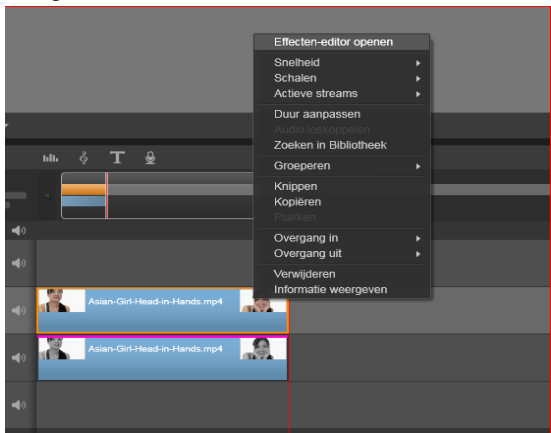 Effecten-editor openen
Snelheid
Schalen
Actieve streams
Duur aanpassen
Audio loskoppelen
Zoeken in Bibliotheek
Groeperen
Knippen
Kopiëren
Plakken
Overgang in
Overgang uit
Verwijderen
Informatie weergeven
T
Asian-Girl-Head-in-Hands.mp4
Asian-Girl-Head-in-Hands.mp4